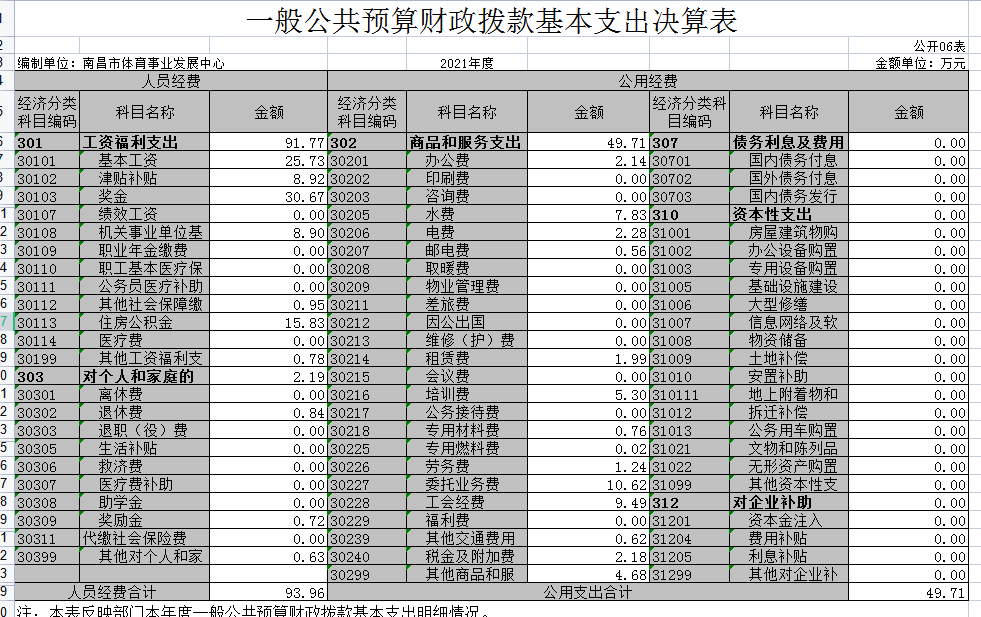 一般公共预算财政拨款基本支出决算表
公开06表
编制单位：南昌市体育事业发展中心 2021年度 金额单位：万元
人员经费 公用经费
经济分类科目编码 科目名称 金额 经济分类科目编码 科目名称 金额 经济分类科目编码 科目名称 金额
301 工资福利支出 91.77 302 商品和服务支出 49.71 307 债务利息及费用 0.00
30101 基本工资 25.73 30201 办公费 2.14 30701 国内债务付息 0.00
30102 津贴补贴 8.92 30202 印刷费 0.00 30702 国外债务付息 0.00
30103 奖金 30.67 30203 咨询费 0.00 30703 国内债务发行 0.00
30107 绩效工资 0.00 30205 水费 7.83 310 资本性支出 0.00
30108 机关事业单位基 8.90 30206 电费 2.28 31001 房屋建筑物购 0.00
30109 职业年金缴费 0.00 30207 邮电费 0.56 31002 办公设备购置 0.00
30110 职工基本医疗保 0.00 30208 取暖费 0.00 31003 专用设备购置 0.00
30111 公务员医疗补助 0.00 30209 物业管理费 0.00 31005 基础设施建设 0.00
30112 其他社会保障缴 0.95 30211 差旅费 0.00 31006 大型修缮 0.00
30113 住房公积金 15.83 30212 因公出国 0.00 31007 信息网络及软 0.00
30114 医疗费 0.00 30213 维修（护）费 0.00 31008 物资储备 0.00
30199 其他工资福利支 0.78 30214 租赁费 1.99 31009 土地补偿 0.00
303 对个人和家庭的 2.19 30215 会议费 0.00 31010 安置补助 0.00
30301 离休费 0.00 30216 培训费 5.30 310111 地上附着物和 0.00
30302 退休费 0.84 30217 公务接待费 0.00 31012 拆迁补偿 0.00
30303 退职（役）费 0.00 30218 专用材料费 0.76 31013 公务用车购置 0.00
30305 生活补贴 0.00 30225 专用燃料费 0.02 31021 文物和陈列品 0.00
30306 救济费 0.00 30226 劳务费 1.24 31022 无形资产购置 0.00
30307 医疗费补助 0.00 30227 委托业务费 10.62 31099 其他资本性支 0.00
30308 助学金 0.00 30228 工会经费 9.49 312 对企业补助 0.00
30309 奖励金 0.72 30229 福利费 0.00 31201 资本金注入 0.00
30311 代缴社会保险费 0.00 30239 其他交通费用 0.62 31204 费用补贴 0.00
30399 其他对个人和家 0.63 30240 税金及附加费 2.18 31205 利息补贴 0.00
30299 其他商品和服 4.68 31299 其他对企业补 0.00
人员经费合计 93.96 公用支出合计 49.71
注：本表反映部门本年度一般公共预算财政拨款基本支出明细情况。